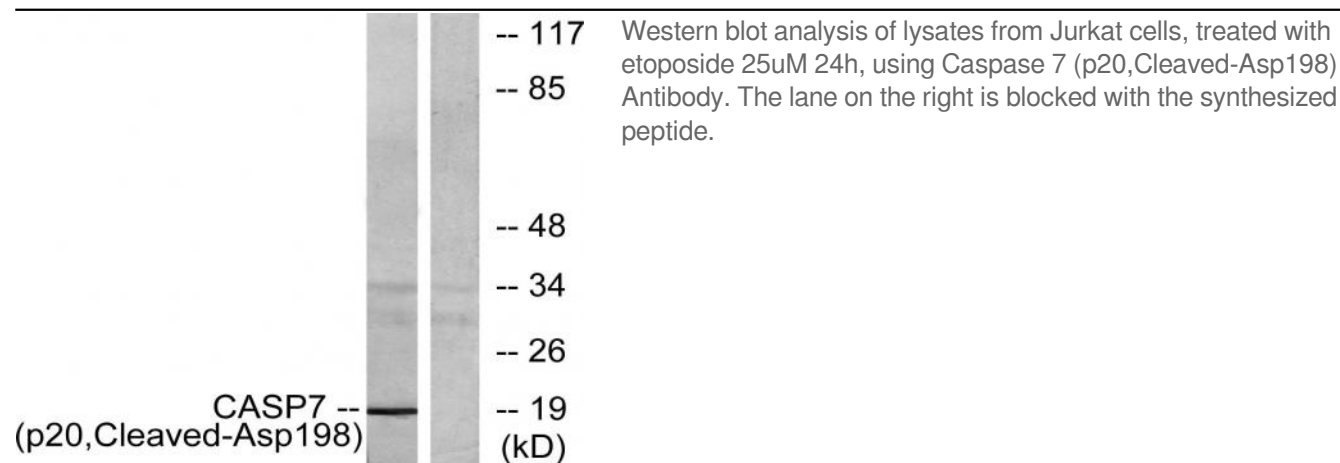 -- 117
-- 85
-- 48
-- 34
-- 26
-- 19
(kD)
CASP7 --
(p20,Cleaved-Asp198)
Western blot analysis of lysates from Jurkat cells, treated with
etoposide 25uM 24h, using Caspase 7 (p20,Cleaved-Asp198)
Antibody. The lane on the right is blocked with the synthesized
peptide.